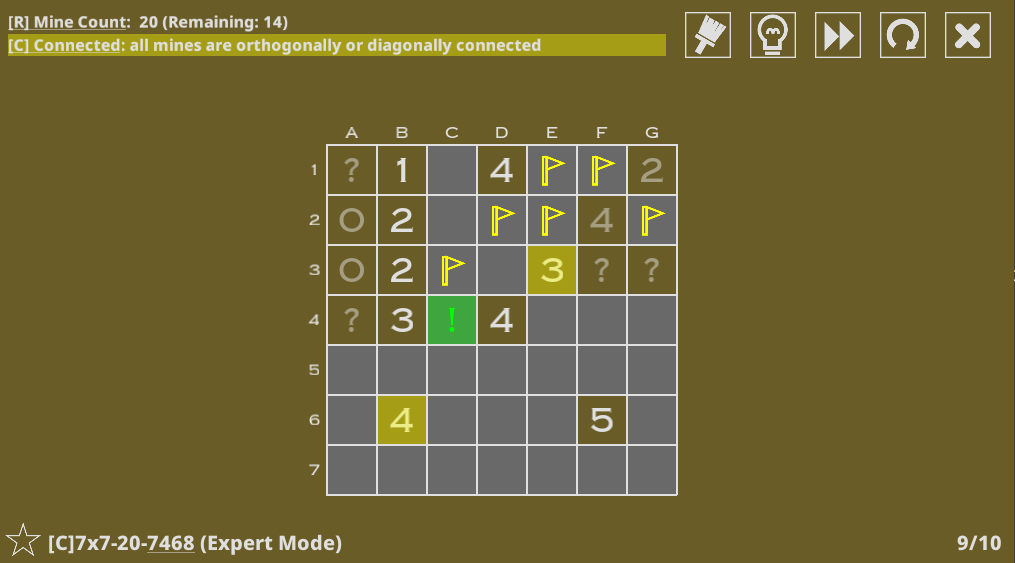 [R] Mine Count: 20 (Remaining: 14)
[C] Connected: all mines are orthogonally or diagonally connected
A B C D E F G
1 ? 1 4 2
2 O 2 4
3 O 2 3 ? ?
4 ? 3 ! 4
5
6 4 5
7
[C]7x7-20-7468 (Expert Mode)
9/10